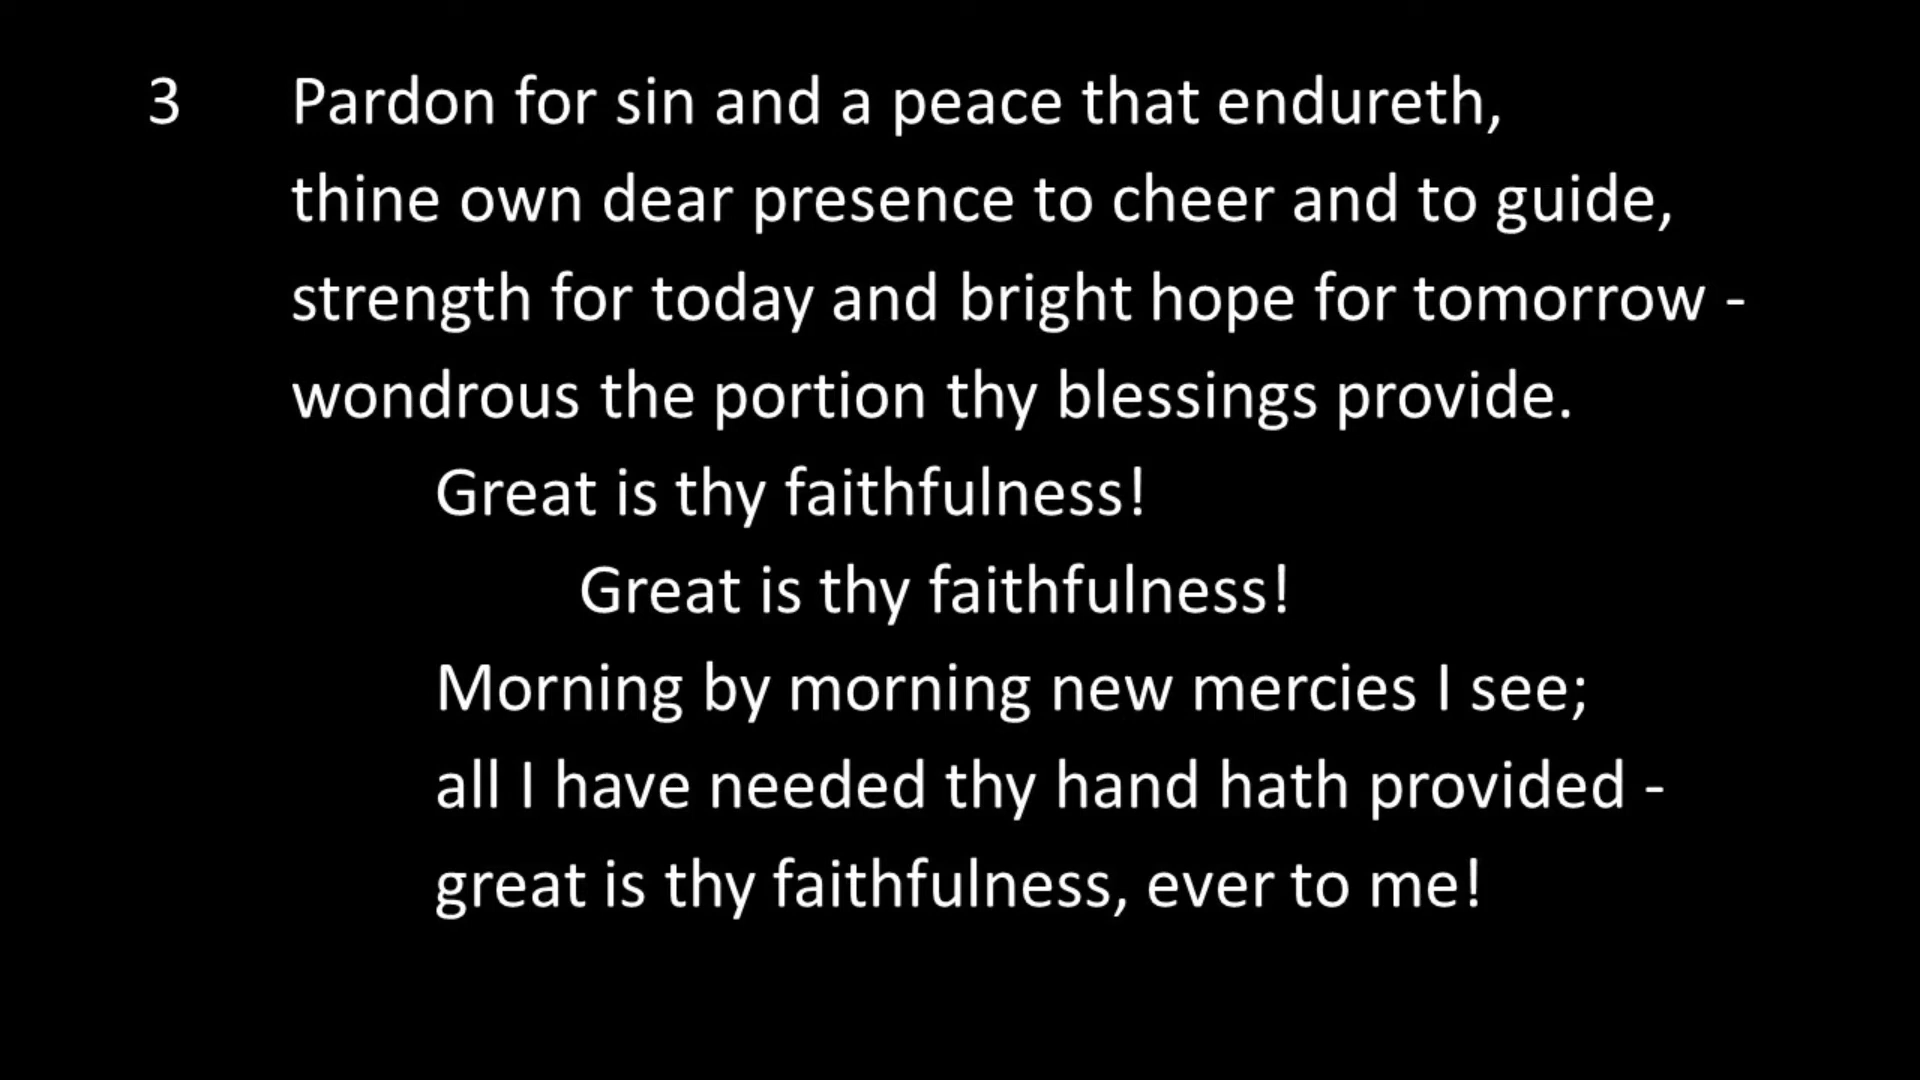 3 Pardon for sin and a peace that endureth,
thine own dear presence to cheer and to guide,
strength for today and bright hope for tomorrow -
wondrous the portion thy blessings provide.
Great is thy faithfulness!
Great is thy faithfulness!
Morning by morning new mercies I see;
all I have needed thy hand hath provided -
great is thy faithfulness, ever to me!